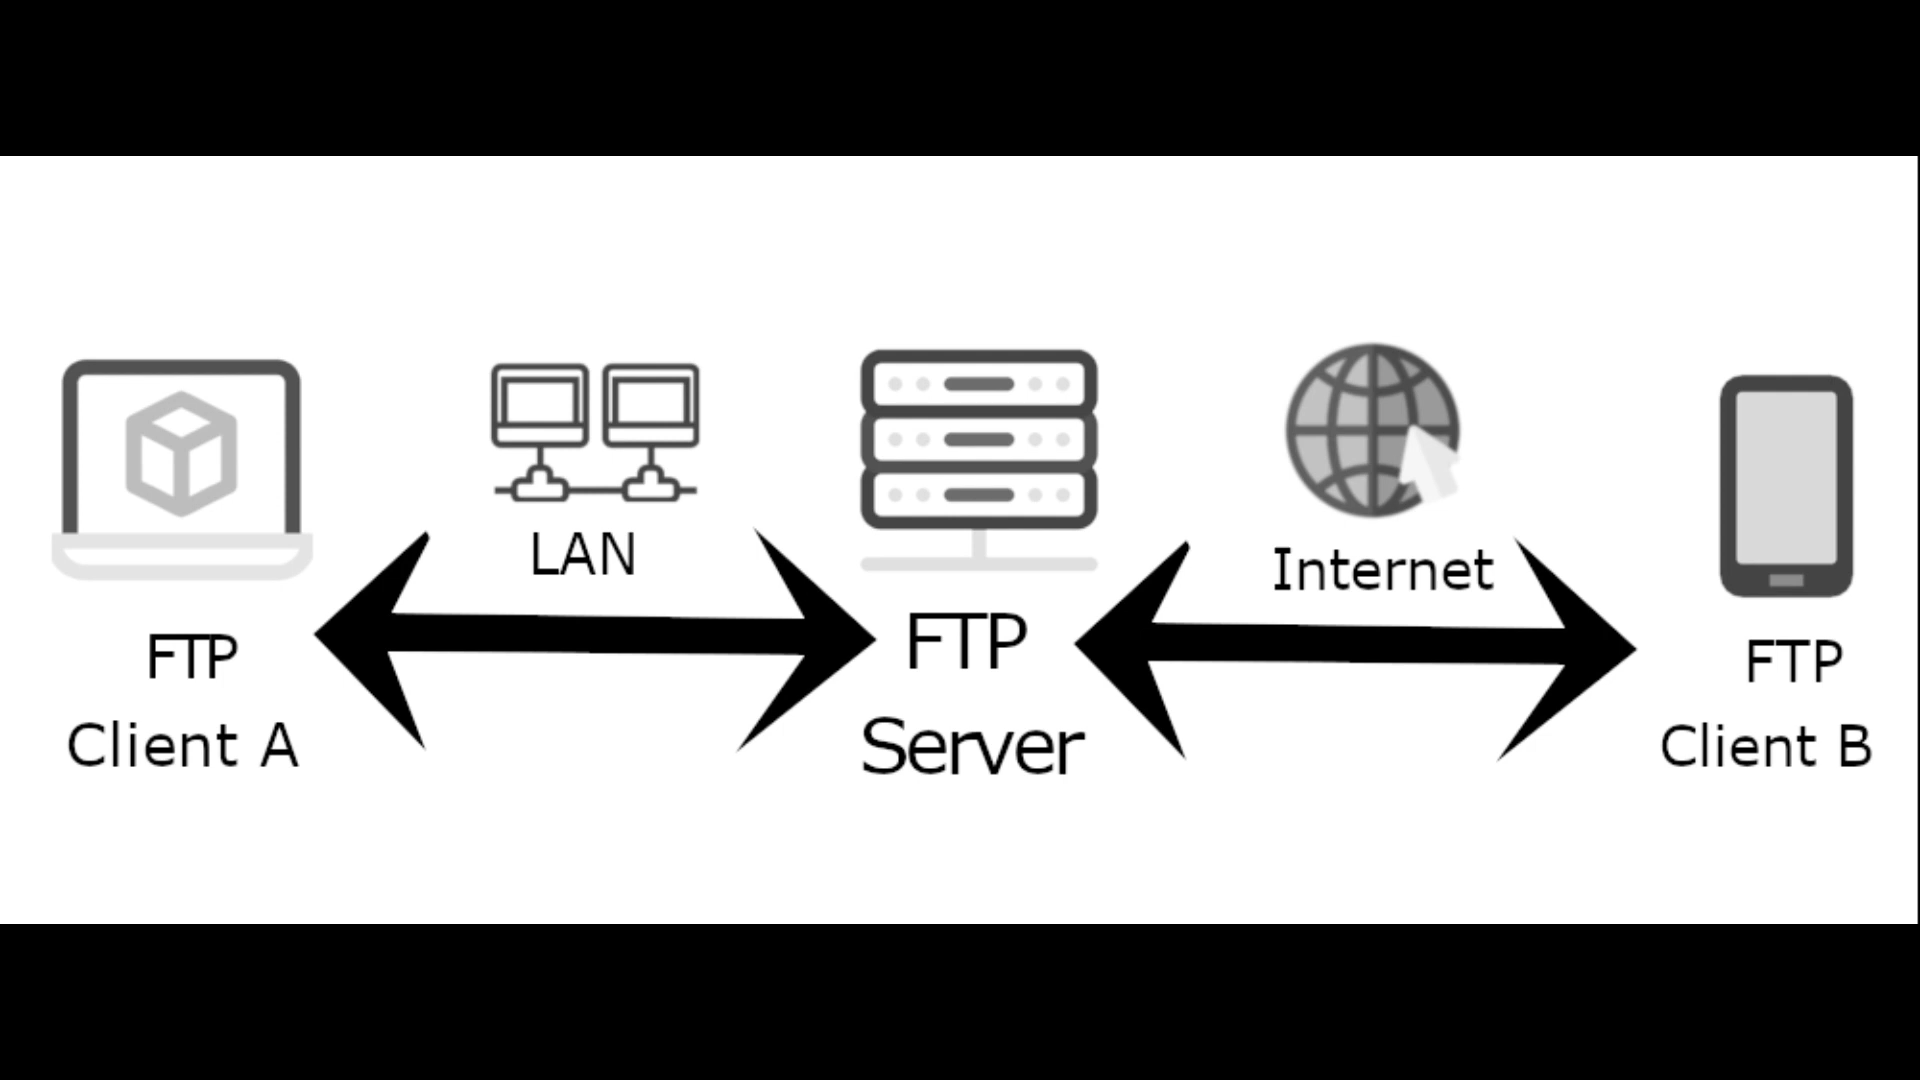 LAN
Internet
FTP
Client A
FTP
Server
FTP
Client B